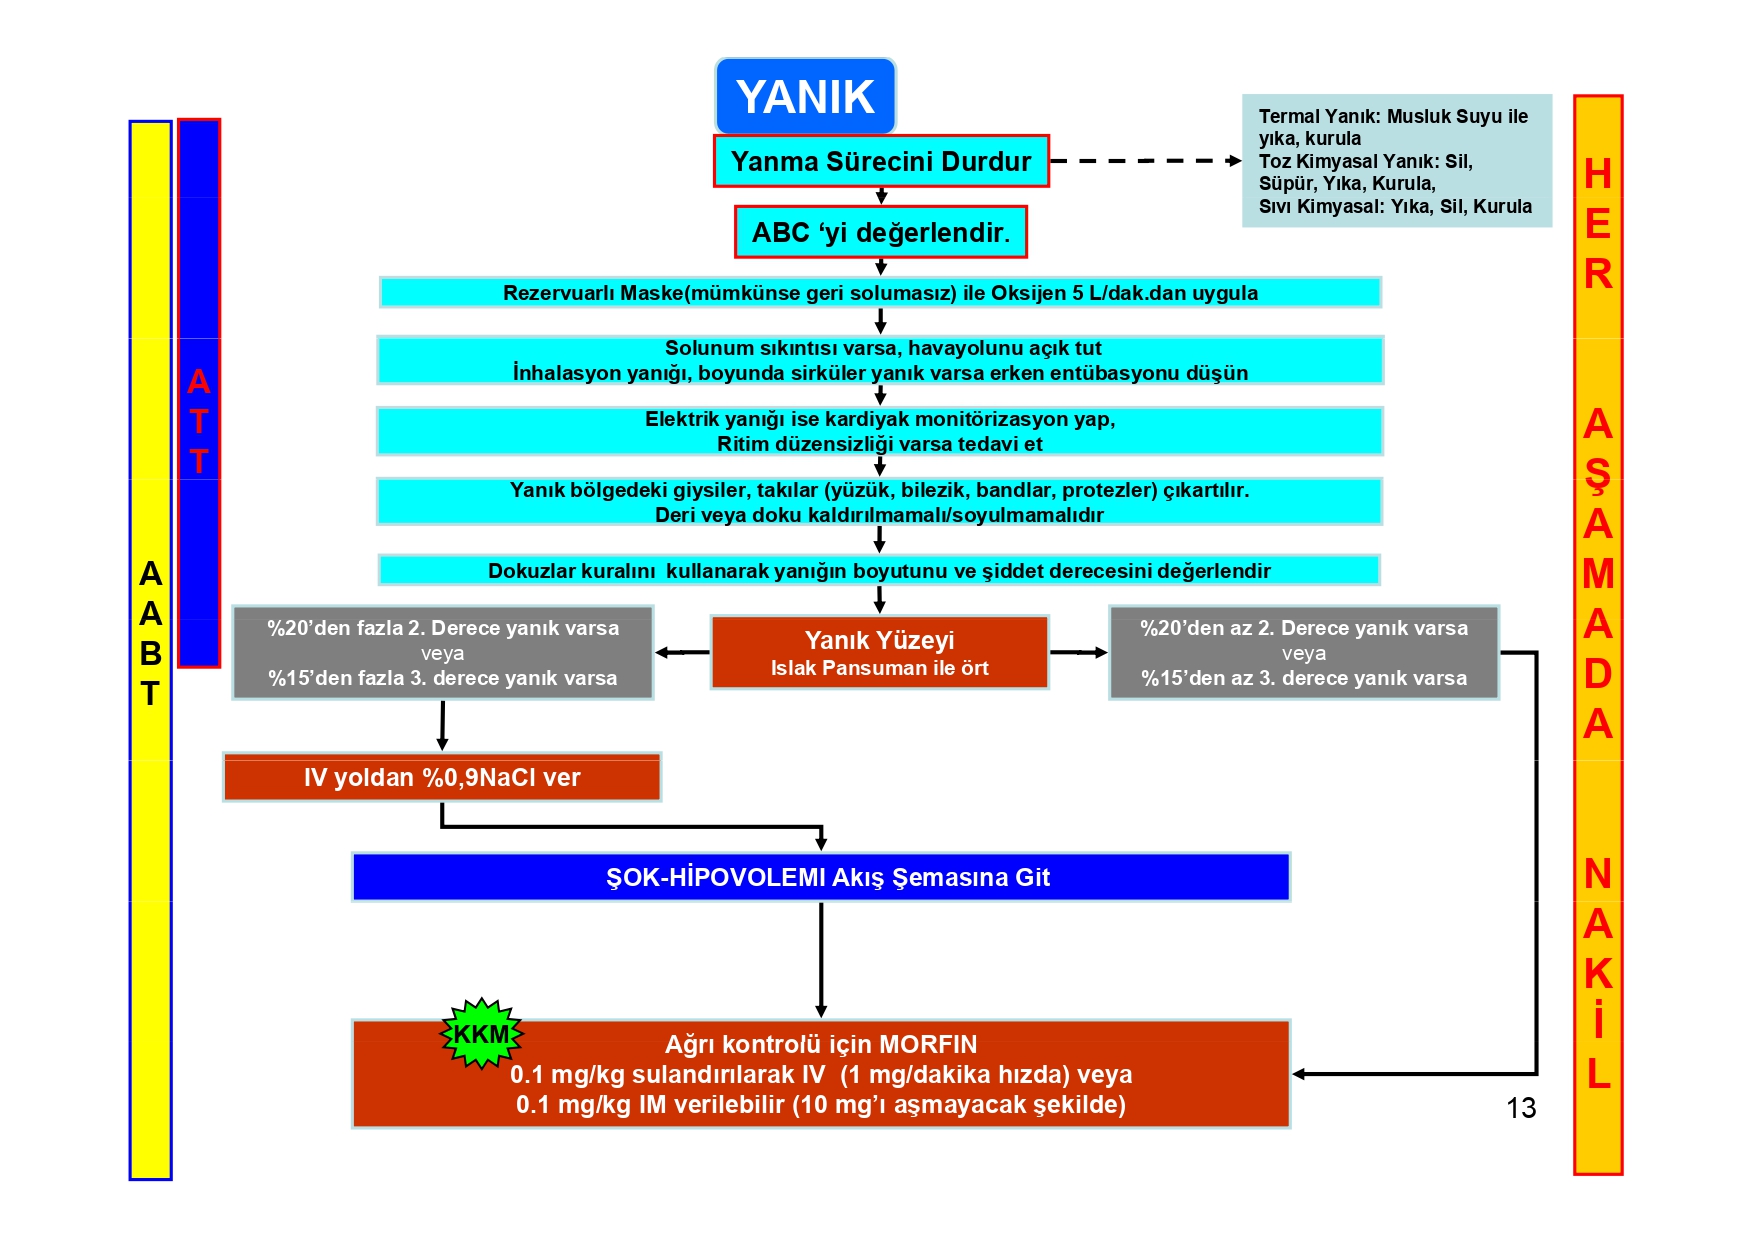 YANIK
Yanma Sürecini Durdur
Termal Yanık: Musluk Suyu ile
yıka, kurula
Toz Kimyasal Yanık: Sil,
Süpür, Yıka, Kurula,
Sıvı Kimyasal: Yıka, Sil, Kurula
ABC ‘yi değerlendir.
Rezervuarlı Maske(mümkünse geri solumasız) ile Oksijen 5 L/dak.dan uygula
Solunum sıkıntısı varsa, havayolunu açık tut
İnhalasyon yanığı, boyunda sirküler yanık varsa erken entübasyonu düşün
Elektrik yanığı ise kardiyak monitörizasyon yap,
Ritim düzensizliği varsa tedavi et
Yanık bölgedeki giysiler, takılar (yüzük, bilezik, bandlar, protezler) çıkartılır.
Deri veya doku kaldırılmamalı/soyulmamalıdır
Dokuzlar kuralını kullanarak yanığın boyutunu ve şiddet derecesini değerlendir
%20’den fazla 2. Derece yanık varsa
veya
%15’den fazla 3. derece yanık varsa
Yanık Yüzeyi
Islak Pansuman ile ört
%20’den az 2. Derece yanık varsa
veya
%15’den az 3. derece yanık varsa
IV yoldan %0,9NaCl ver
ŞOK-HİPOVOLEMI Akış Şemasına Git
KKM
Ağrı kontrolü için MORFIN
0.1 mg/kg sulandırılarak IV (1 mg/dakika hızda) veya
0.1 mg/kg IM verilebilir (10 mg’ı aşmayacak şekilde)
13
AABT
ATT
HER AŞAMADA NAKİL